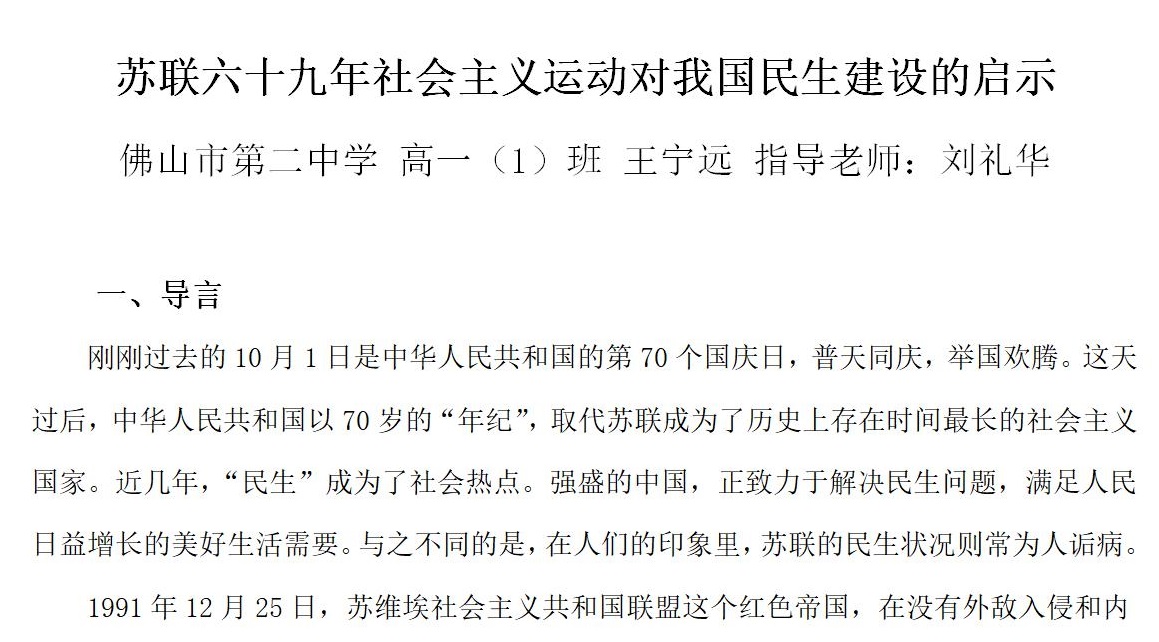 苏联六十九年社会主义运动对我国民生建设的启示
佛山市第二中学 高一（1）班 王宁远 指导老师：刘礼华
一、导言
刚刚过去的 10 月 1 日是中华人民共和国的第 70 个国庆日，普天同庆，举国欢腾。这天
过后，中华人民共和国以 70 岁的“年纪”，取代苏联成为了历史上存在时间最长的社会主义
国家。近几年，“民生”成为了社会热点。强盛的中国，正致力于解决民生问题，满足人民
日益增长的美好生活需要。与之不同的是，在人们的印象里，苏联的民生状况则常为人诟病。
1991 年 12 月 25 日，苏维埃社会主义共和国联盟这个红色帝国，在没有外敌入侵和内